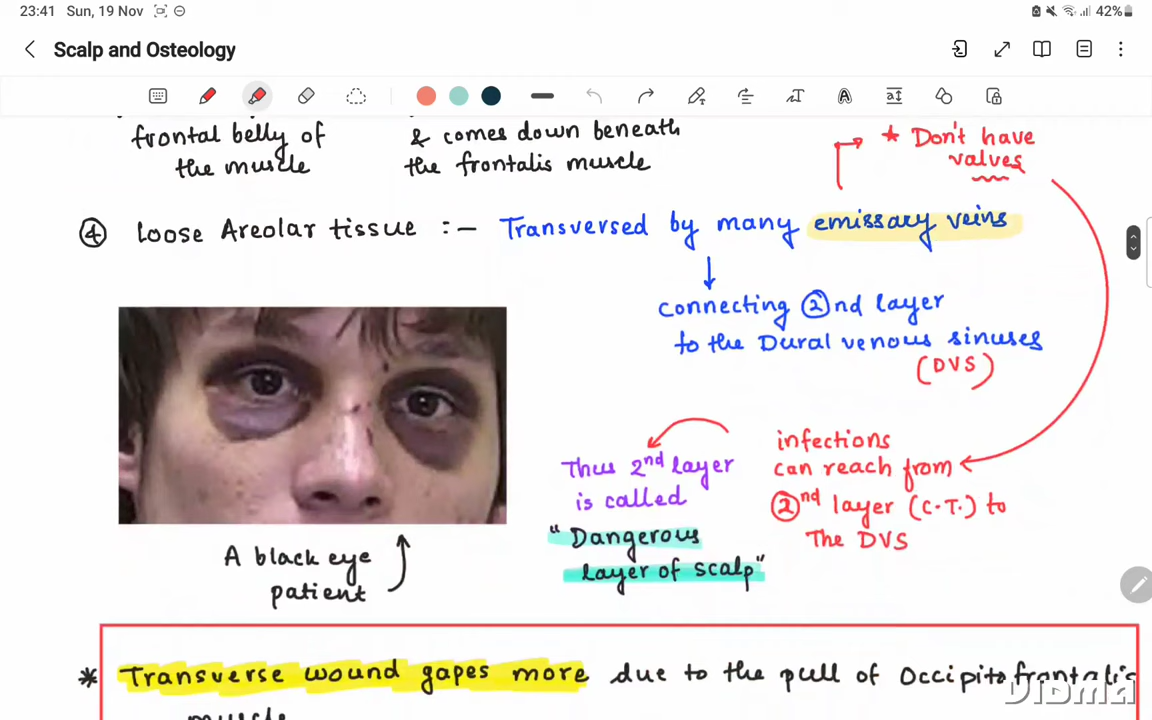 23:41 Sun, 19 Nov
42%
Scalp and Osteology
frontal belly of
the muscle
& comes down beneath
the frontalis muscle
★ Don't have
valves
④ Loose Areolar tissue :- Transversed by many emissary veins
connecting ②nd layer
to the Dural venous sinuses
(DVS)
infections
can reach from
②nd layer (C.T.) to
The DVS
Thus 2nd layer
is called
"Dangerous
layer of scalp"
A black eye
patient
* Transverse wound gapes more due to the pull of Occipitofrontalis
muscle